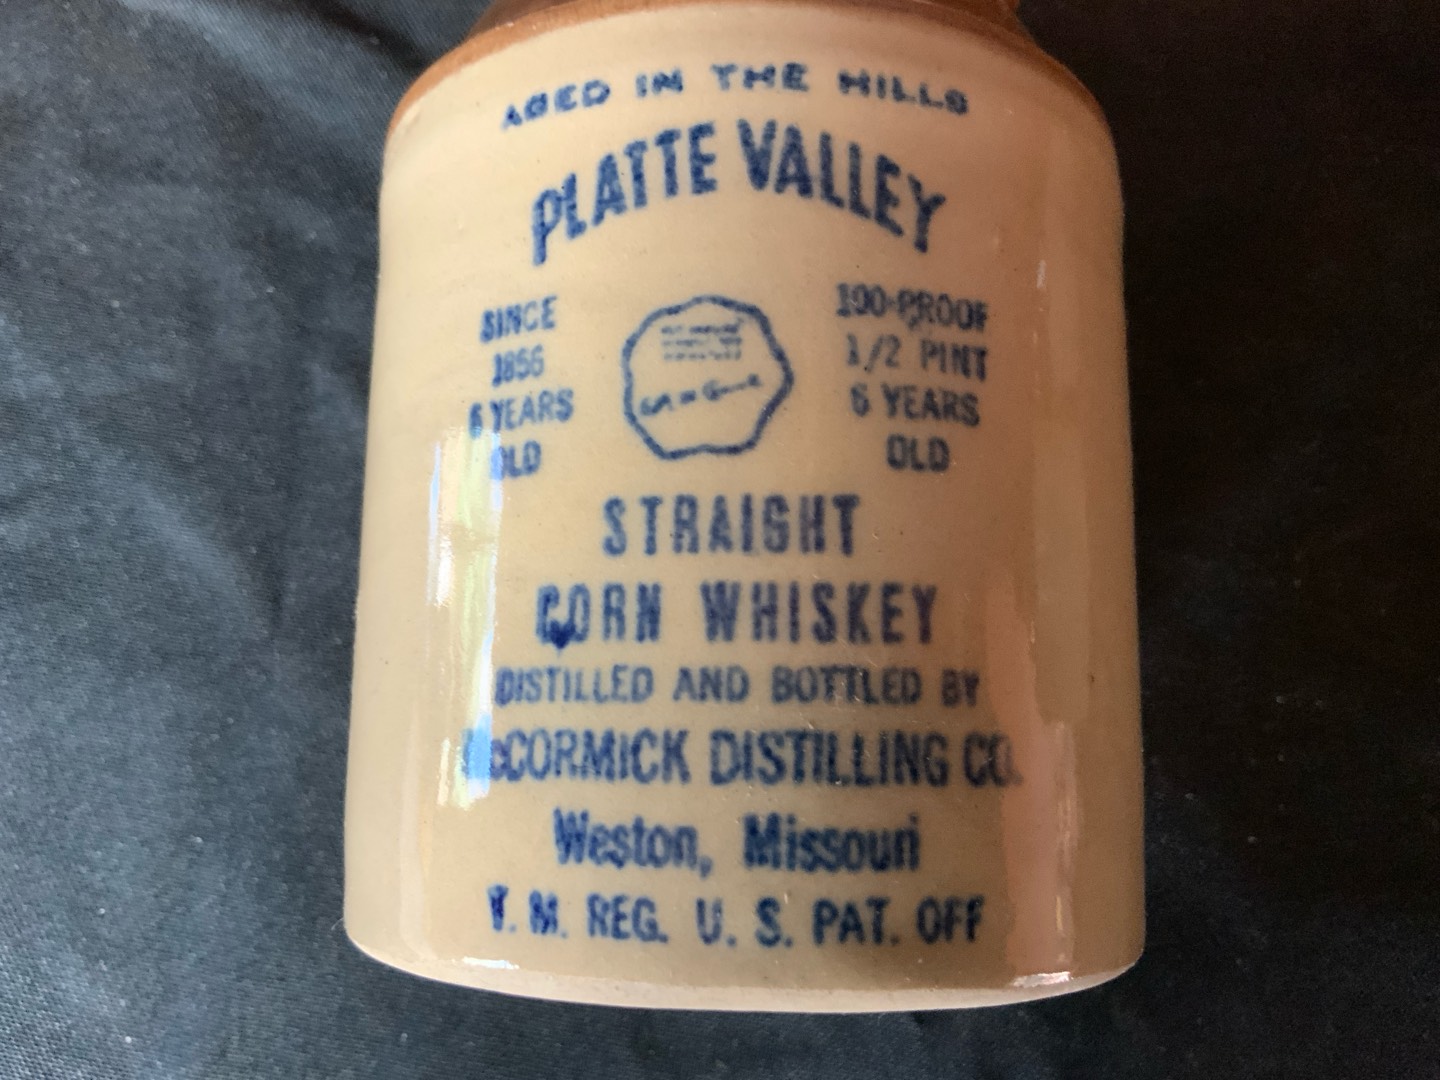 AGED IN THE HILLS
PLATTE VALLEY
SINCE
1856
6 YEARS
OLD
100-PROOF
1/2 PINT
6 YEARS
OLD
STRAIGHT
CORN WHISKEY
DISTILLED AND BOTTLED BY
McCORMICK DISTILLING CO.
Weston, Missouri
T. M. REG. U. S. PAT. OFF